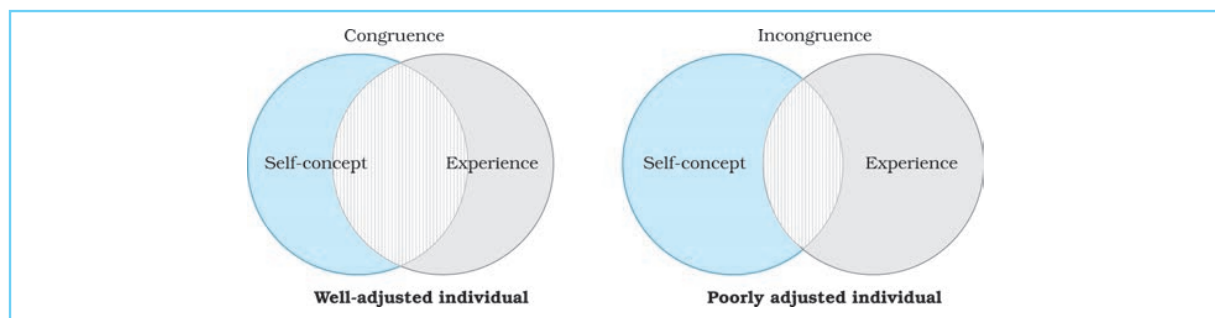 Congruence
Incongruence
Self-concept
Experience
Self-concept
Experience
Well-adjusted individual
Poorly adjusted individual